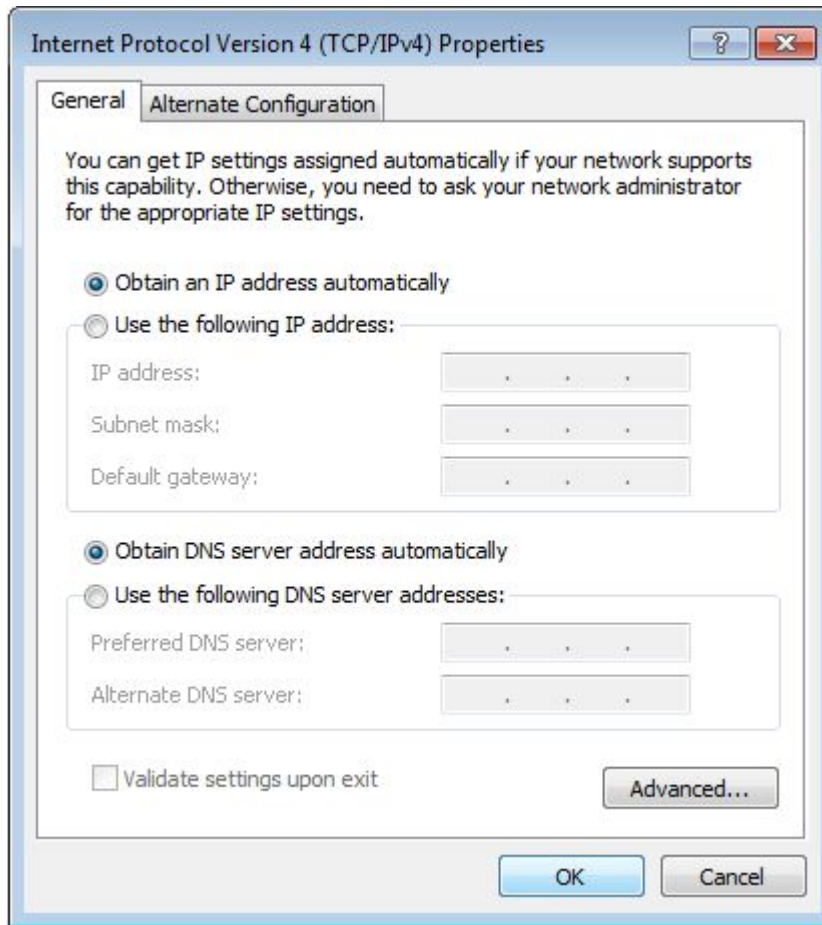 Internet Protocol Version 4 (TCP/IPv4) Properties
?
General
Alternate Configuration
You can get IP settings assigned automatically if your network supports
this capability. Otherwise, you need to ask your network administrator
for the appropriate IP settings.
Obtain an IP address automatically
Use the following IP address:
IP address: . . .
Subnet mask: . . .
Default gateway: . . .
Obtain DNS server address automatically
Use the following DNS server addresses:
Preferred DNS server: . . .
Alternate DNS server: . . .
Validate settings upon exit
Advanced...
OK
Cancel